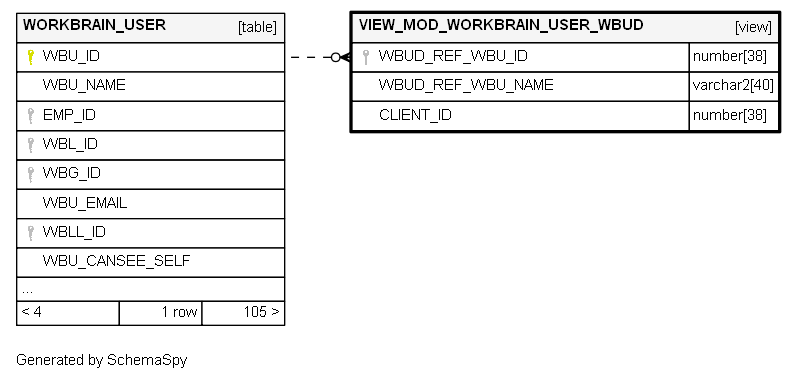 WORKBRAIN_USER [table]
WBU_ID
WBU_NAME
EMP_ID
WBL_ID
WBG_ID
WBU_EMAIL
WBLL_ID
WBU_CANSEE_SELF
...
< 4 1 row 105 >
VIEW_MOD_WORKBRAIN_USER_WBUD [view]
WBUD_REF_WBU_ID number[38]
WBUD_REF_WBU_NAME varchar2[40]
CLIENT_ID number[38]
Generated by SchemaSpy